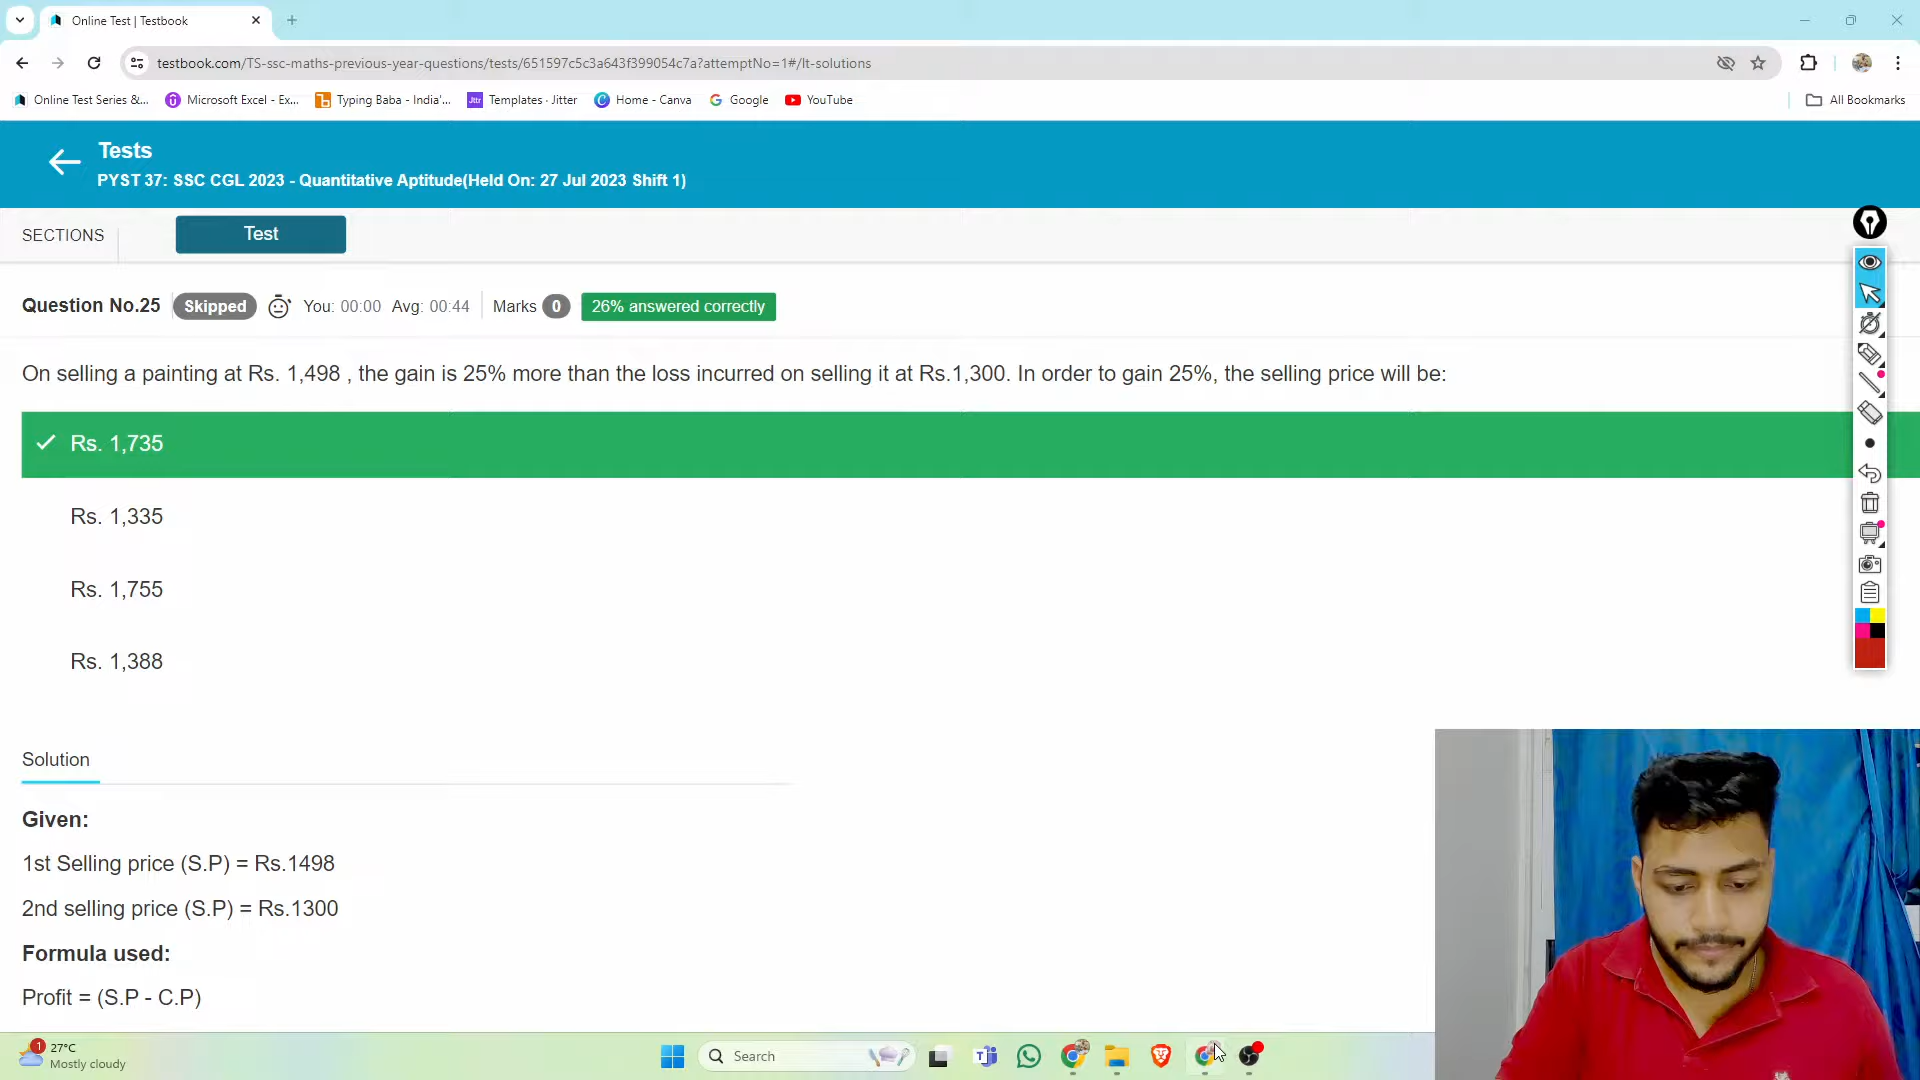 Online Test | Testbook
testbook.com/TS-ssc-maths-previous-year-questions/tests/651597c5c3a643f399054c7a?attemptNo=1#/lt-solutions
Online Test Series &... Microsoft Excel - Ex... Typing Baba - India'... Jitr Templates · Jitter Home - Canva Google YouTube All Bookmarks
Tests
PYST 37: SSC CGL 2023 - Quantitative Aptitude(Held On: 27 Jul 2023 Shift 1)
SECTIONS Test
Question No.25 Skipped You: 00:00 Avg: 00:44 Marks 0 26% answered correctly
On selling a painting at Rs. 1,498 , the gain is 25% more than the loss incurred on selling it at Rs.1,300. In order to gain 25%, the selling price will be:
Rs. 1,735
Rs. 1,335
Rs. 1,755
Rs. 1,388
Solution
Given:
1st Selling price (S.P) = Rs.1498
2nd selling price (S.P) = Rs.1300
Formula used:
Profit = (S.P - C.P)
1 27°C
Mostly cloudy
Search